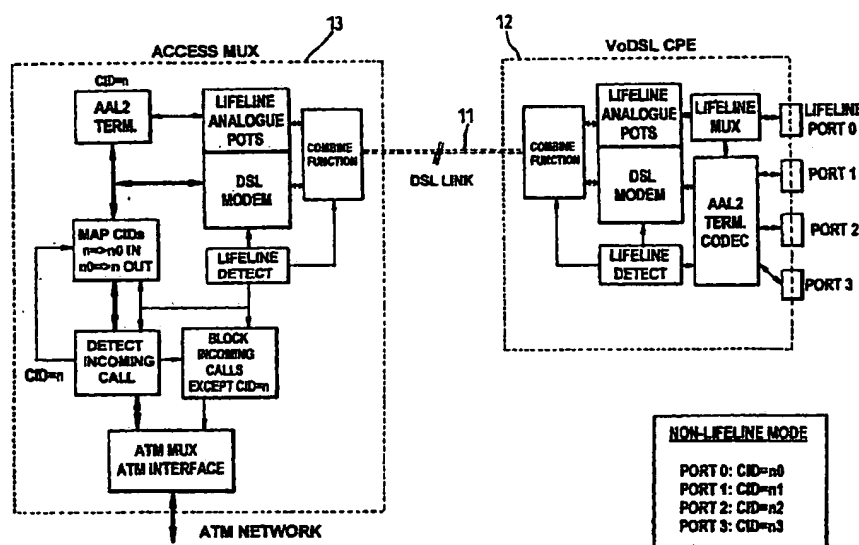 13
ACCESS MUX
12
VoDSL CPE
CID=n
AAL2
TERM.
LIFELINE
ANALOGUE
POTS
COMBINE
FUNCTION
DSL
MODEM
MAP CIDs
n=>n0 IN
n0=>n OUT
LIFELINE
DETECT
DETECT
INCOMING
CALL
CID=n
BLOCK
INCOMING
CALLS
EXCEPT CID=n
ATM MUX
ATM INTERFACE
ATM NETWORK
11
DSL LINK
COMBINE
FUNCTION
LIFELINE
ANALOGUE
POTS
DSL
MODEM
LIFELINE
DETECT
LIFELINE
MUX
AAL2
TERM.
CODEC
LIFELINE
PORT 0
PORT 1
PORT 2
PORT 3
NON-LIFELINE MODE
PORT 0: CID=n0
PORT 1: CID=n1
PORT 2: CID=n2
PORT 3: CID=n3